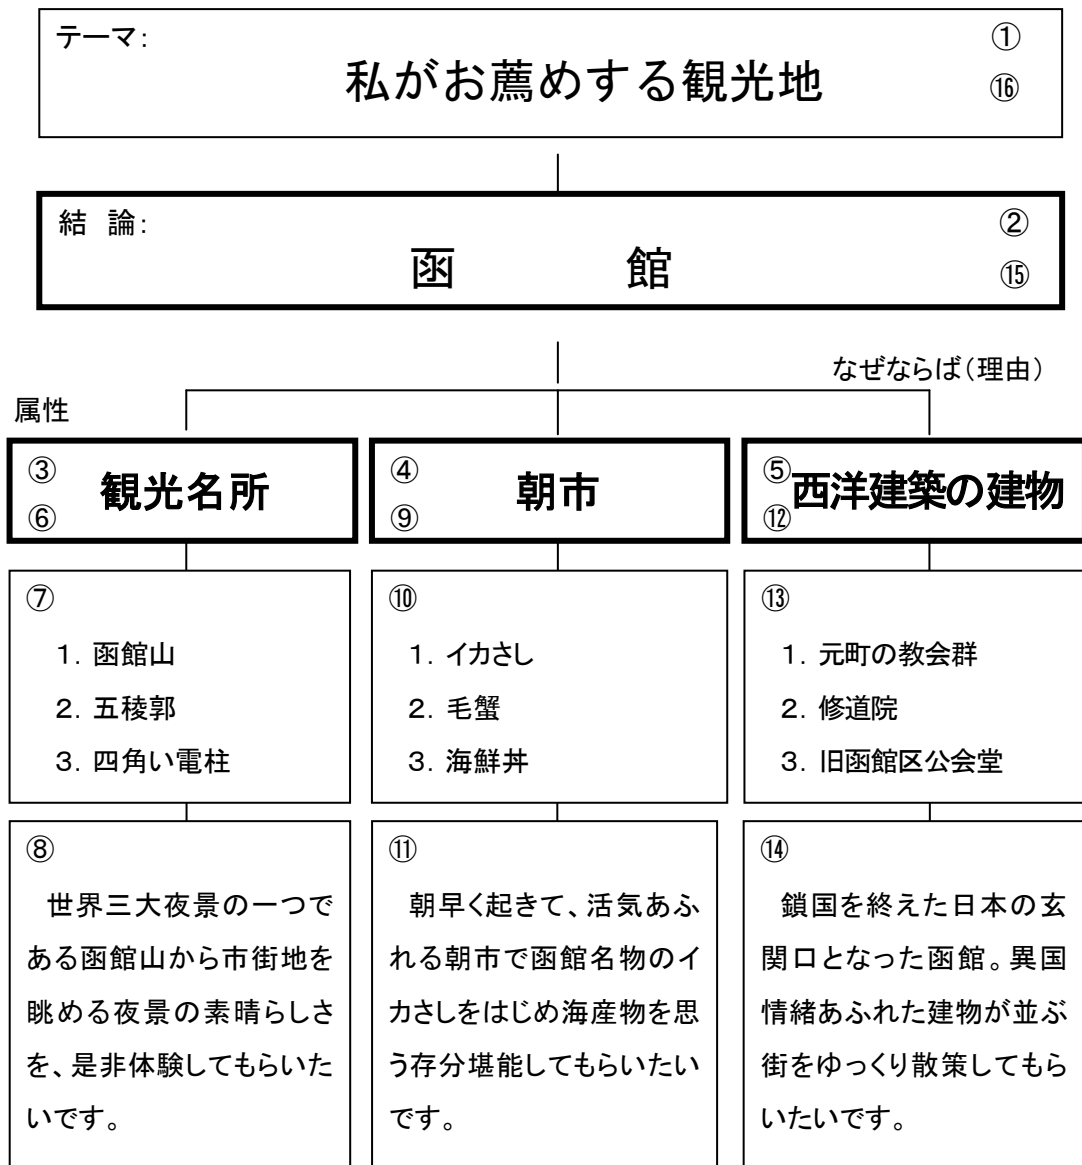 テーマ: ①
私がお薦めする観光地 ⑯
結 論: ②
函 館 ⑮
なぜならば(理由)
属性
③ 観光名所
⑥
④ 朝市
⑨
⑤ 西洋建築の建物
⑫
⑦
1. 函館山
2. 五稜郭
3. 四角い電柱
⑩
1. イカさし
2. 毛蟹
3. 海鮮丼
⑬
1. 元町の教会群
2. 修道院
3. 旧函館区公会堂
⑧
世界三大夜景の一つで
ある函館山から市街地を
眺める夜景の素晴らしさ
を、是非体験してもらいた
いです。
⑪
朝早く起きて、活気あふ
れる朝市で函館名物のイ
カさしをはじめ海産物を思
う存分堪能してもらいたい
です。
⑭
鎖国を終えた日本の玄
関口となった函館。異国
情緒あふれた建物が並ぶ
街をゆっくり散策してもら
いたいです。